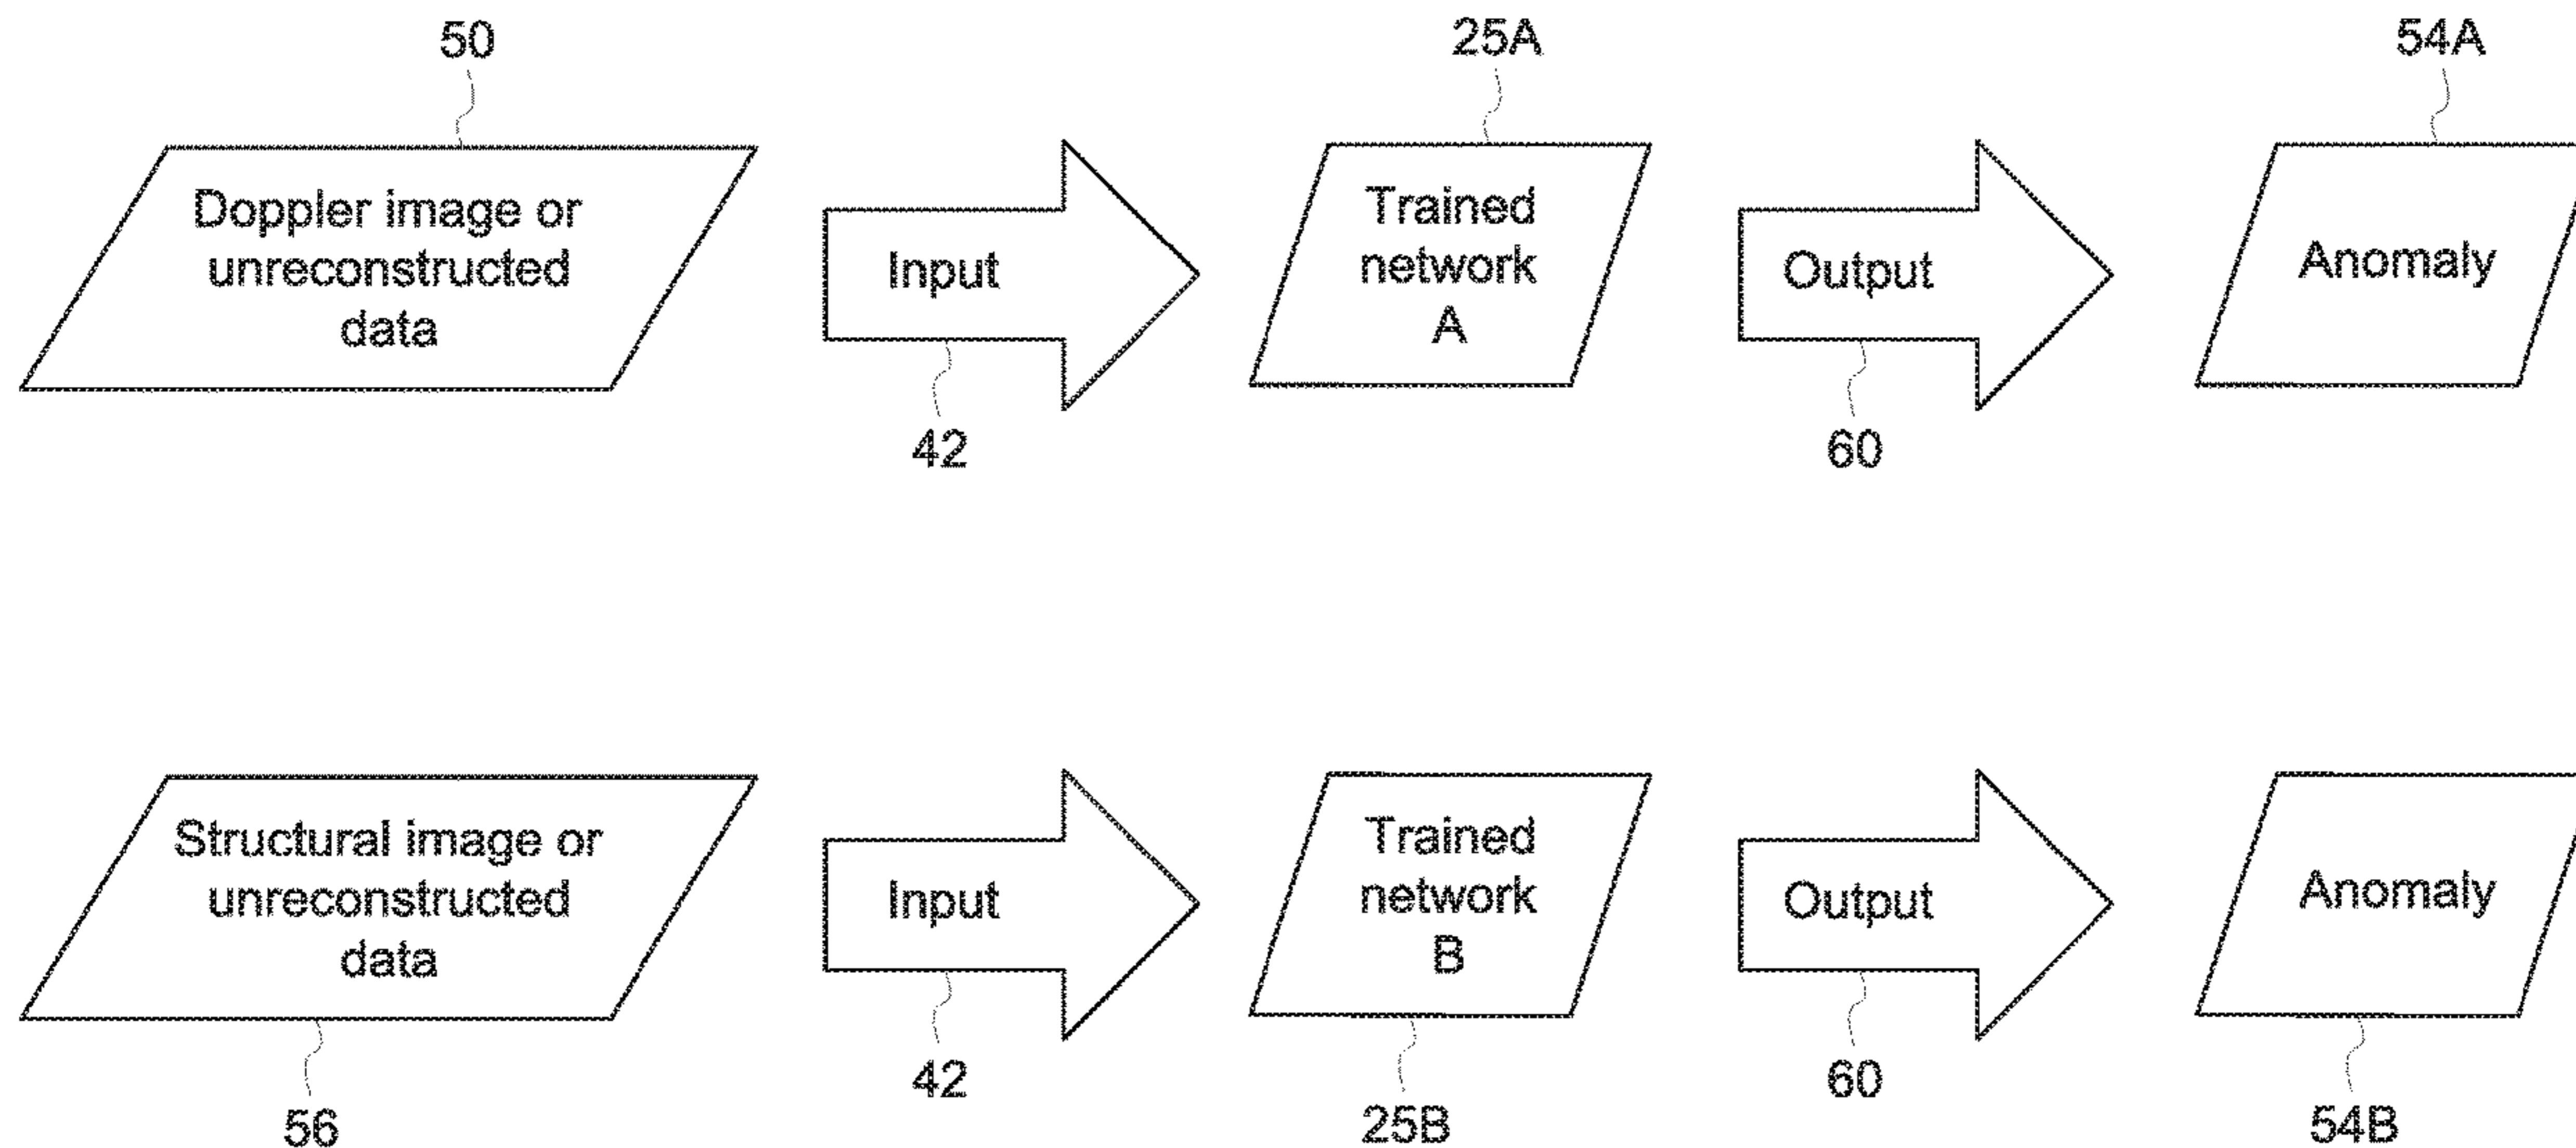 50
25A
54A
Doppler image or
unreconstructed
data
Input
Trained
network
A
Output
Anomaly
42
60
Structural image or
unreconstructed
data
Input
Trained
network
B
Output
Anomaly
56
42
25B
60
54B